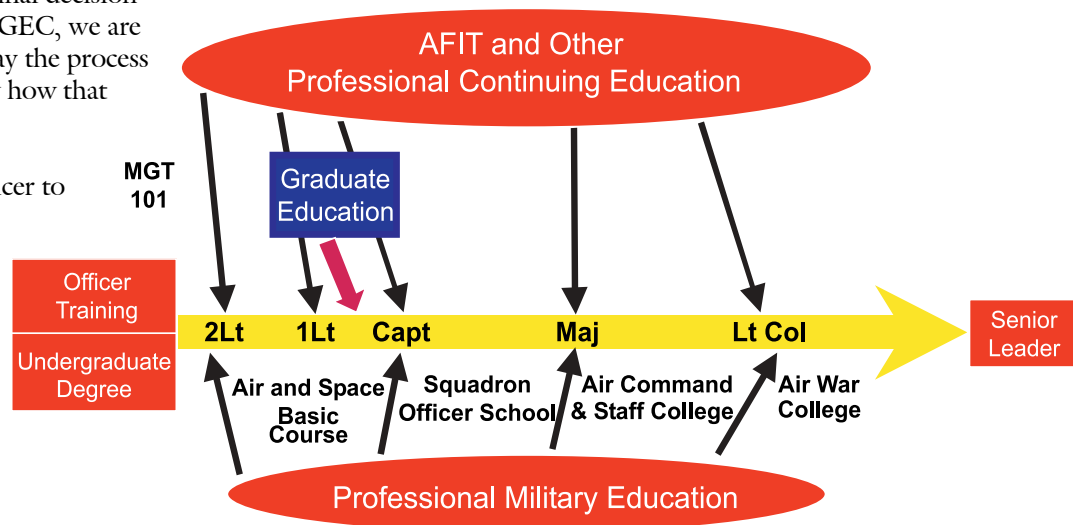 nal decision
GEC, we are
ay the process
how that
cer to
AFIT and Other
Professional Continuing Education
MGT
101
Graduate
Education
Officer
Training
Undergraduate
Degree
2Lt
1Lt
Capt
Maj
Lt Col
Senior
Leader
Air and Space
Basic
Course
Squadron
Officer School
Air Command
& Staff College
Air War
College
Professional Military Education